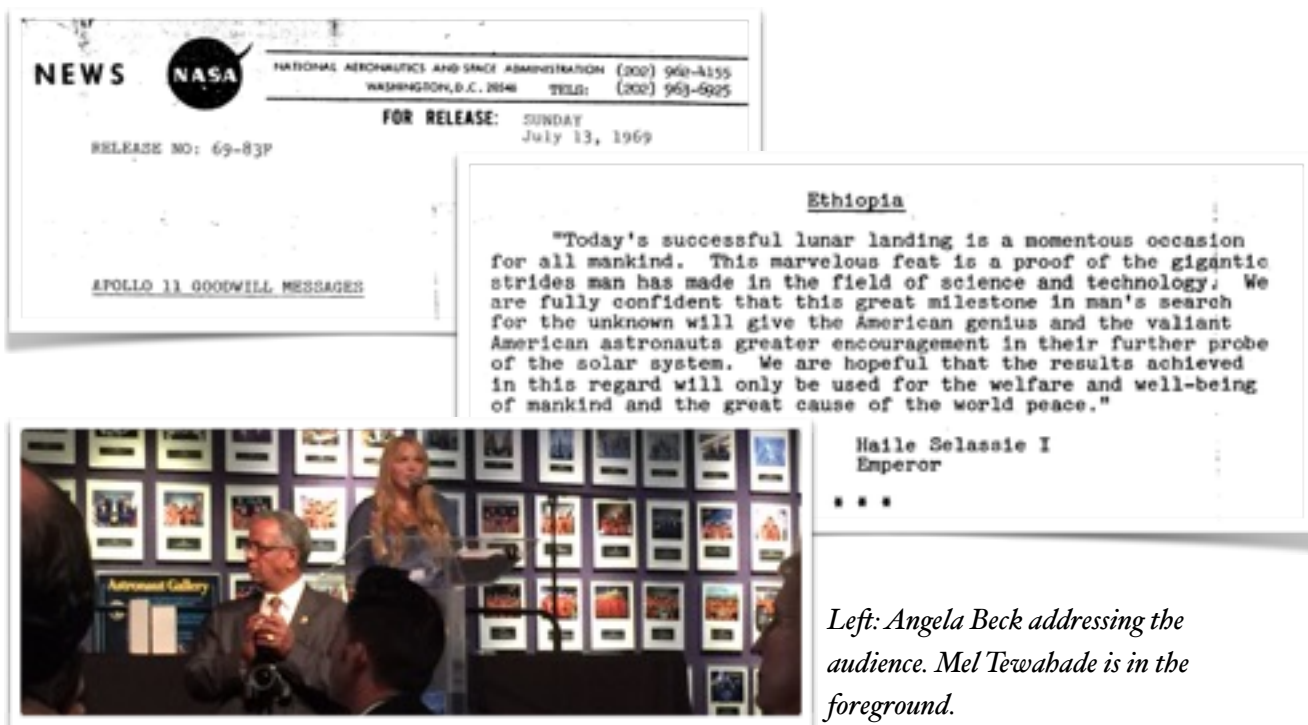 NEWS
NASA
NATIONAL AERONAUTICS AND SPACE ADMINISTRATION (202) 962-4155
WASHINGTON, D.C. 20546 TELS: (202) 963-6925
FOR RELEASE: SUNDAY
July 13, 1969
RELEASE NO: 69-83F
APOLLO 11 GOODWILL MESSAGES
Ethiopia
"Today's successful lunar landing is a momentous occasion
for all mankind. This marvelous feat is a proof of the gigantic
strides man has made in the field of science and technology. We
are fully confident that this great milestone in man's search
for the unknown will give the American genius and the valiant
American astronauts greater encouragement in their further probe
of the solar system. We are hopeful that the results achieved
in this regard will only be used for the welfare and well-being
of mankind and the great cause of the world peace."
Haile Selassie I
Emperor
* * *
Astronaut Gallery
Left: Angela Beck addressing the
audience. Mel Tewahade is in the
foreground.